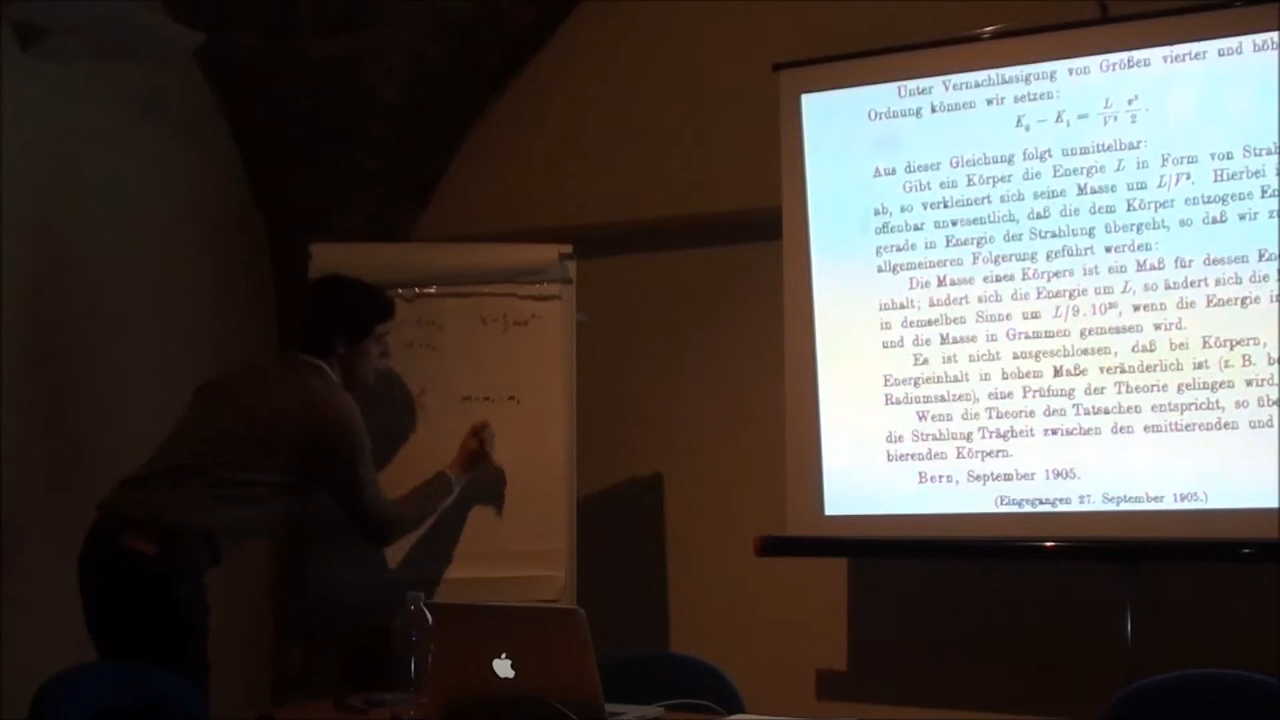 Unter Vernachlässigung von Größen vierter und höh
Ordnung können wir setzen:
K₀ − K₁ = L/V² v²/2.
Aus dieser Gleichung folgt unmittelbar:
Gibt ein Körper die Energie L in Form von Strah
ab, so verkleinert sich seine Masse um L/V². Hierbei i
offenbar unwesentlich, daß die dem Körper entzogene En
gerade in Energie der Strahlung übergeht, so daß wir z
allgemeineren Folgerung geführt werden:
Die Masse eines Körpers ist ein Maß für dessen En
inhalt; ändert sich die Energie um L, so ändert sich die
in demselben Sinne um L/9.10²⁰, wenn die Energie i
und die Masse in Grammen gemessen wird.
Es ist nicht ausgeschlossen, daß bei Körpern,
Energieinhalt in hohem Maße veränderlich ist (z. B. be
Radiumsalzen), eine Prüfung der Theorie gelingen wird.
Wenn die Theorie den Tatsachen entspricht, so übe
die Strahlung Trägheit zwischen den emittierenden und
bierenden Körpern.
Bern, September 1905.
(Eingegangen 27. September 1905.)